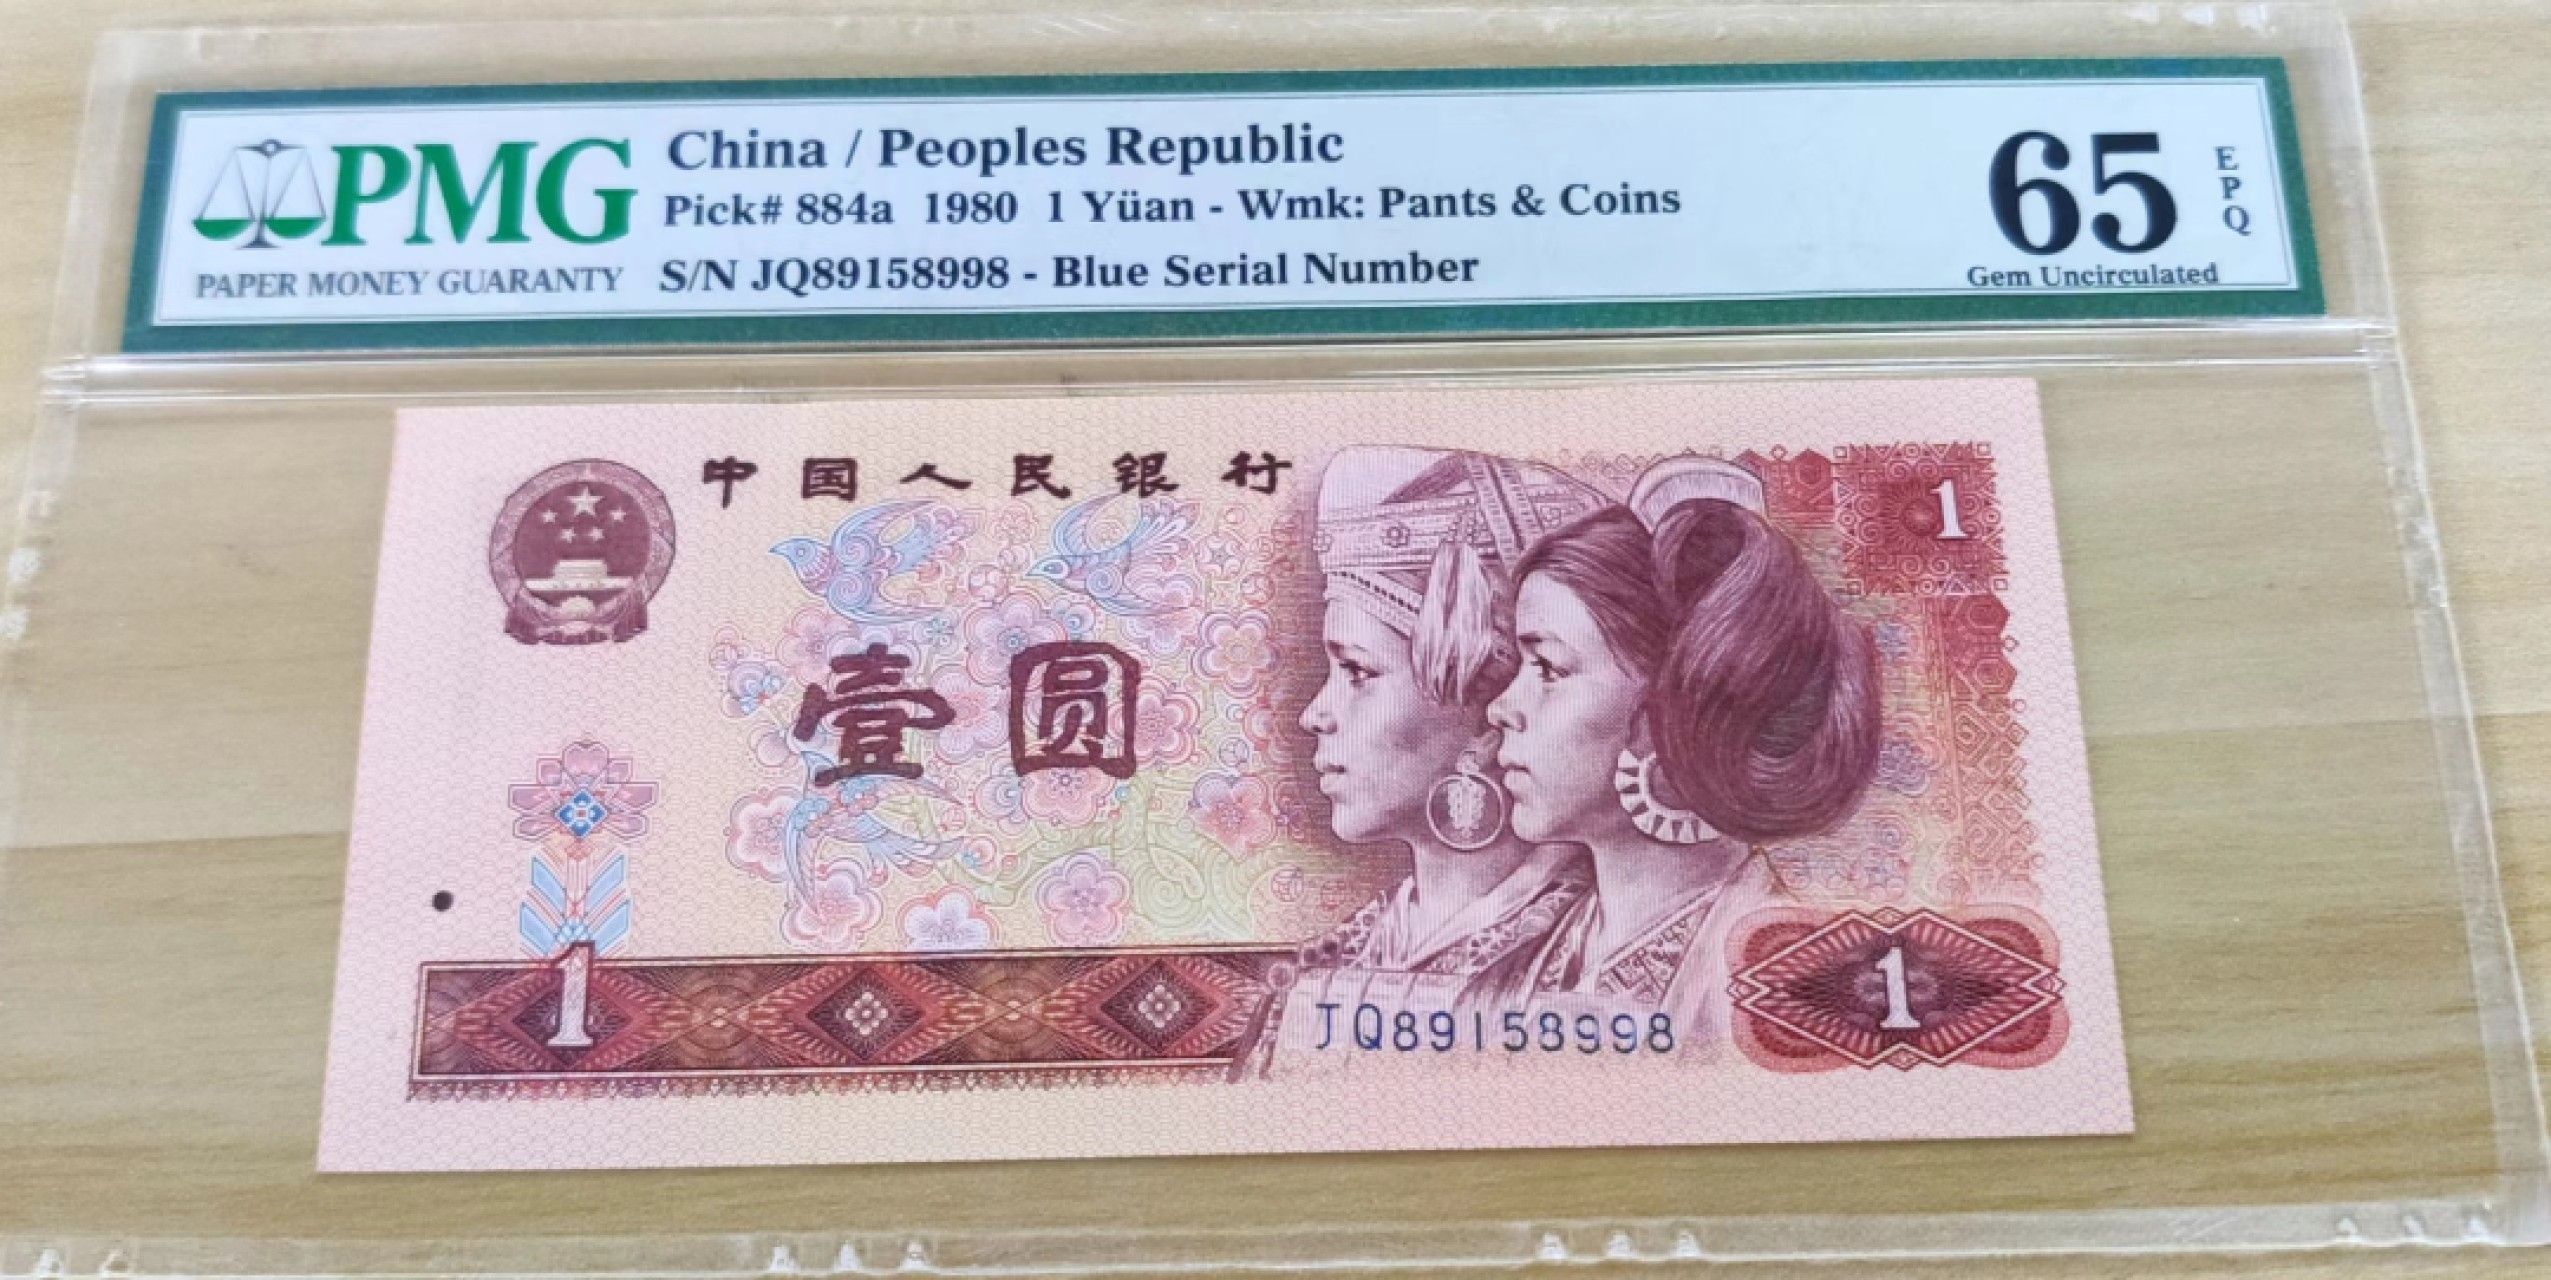 PMG
PAPER MONEY GUARANTY
China / Peoples Republic
Pick# 884a 1980 1 Yüan - Wmk: Pants & Coins
S/N JQ89158998 - Blue Serial Number
65
EPQ
Gem Uncirculated
中国人民银行
1
壹圆
1
JQ89158998
1